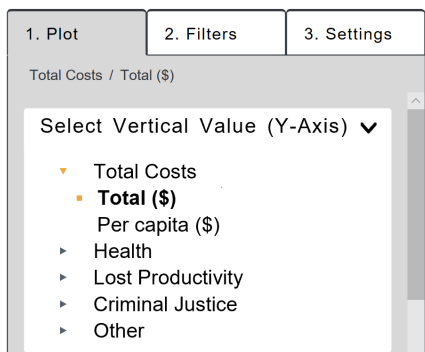 1. Plot 2. Filters 3. Settings
Total Costs / Total ($)
Select Vertical Value (Y-Axis)
Total Costs
Total ($)
Per capita ($)
Health
Lost Productivity
Criminal Justice
Other